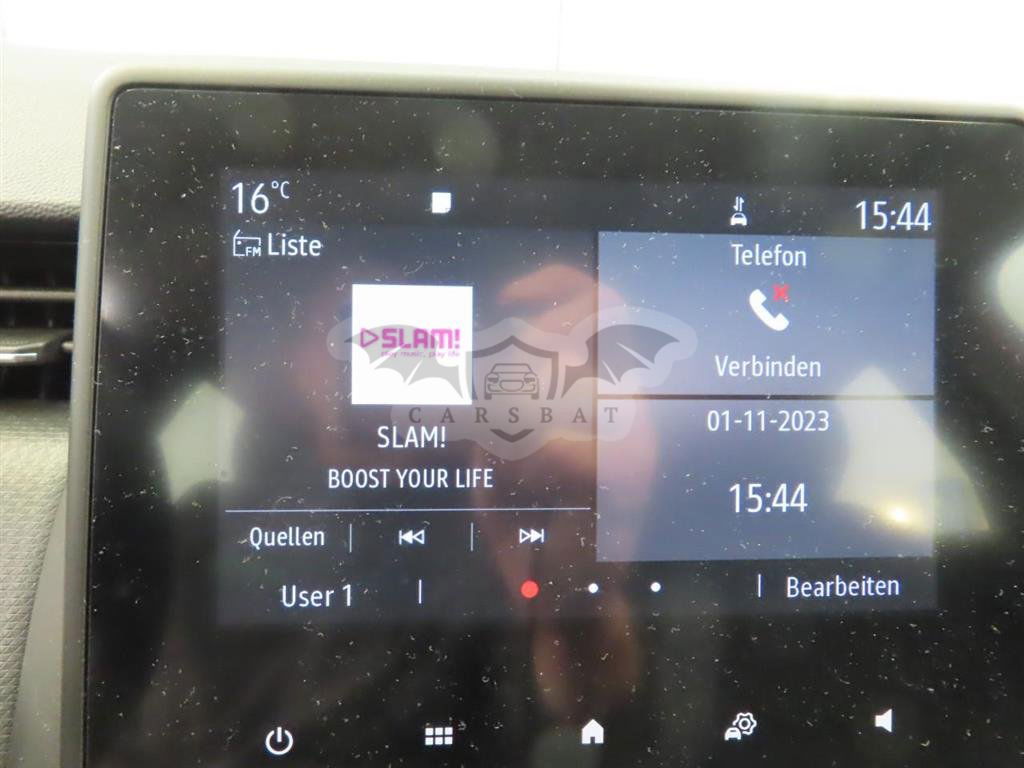 16°C
15:44
FM Liste
Telefon
▷SLAM!
play music, play life
Verbinden
CARSBAT
01-11-2023
SLAM!
BOOST YOUR LIFE
15:44
Quellen
User 1
Bearbeiten